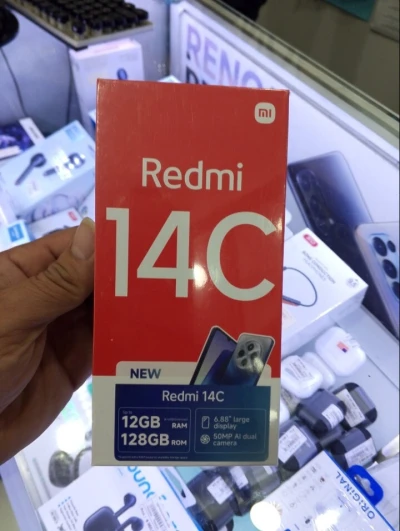 RENO
mi
Redmi
14C
NEW
Redmi 14C
12GB RAM
128GB ROM
6.88" large
display
50MP AI dual
camera
ORIGINAL